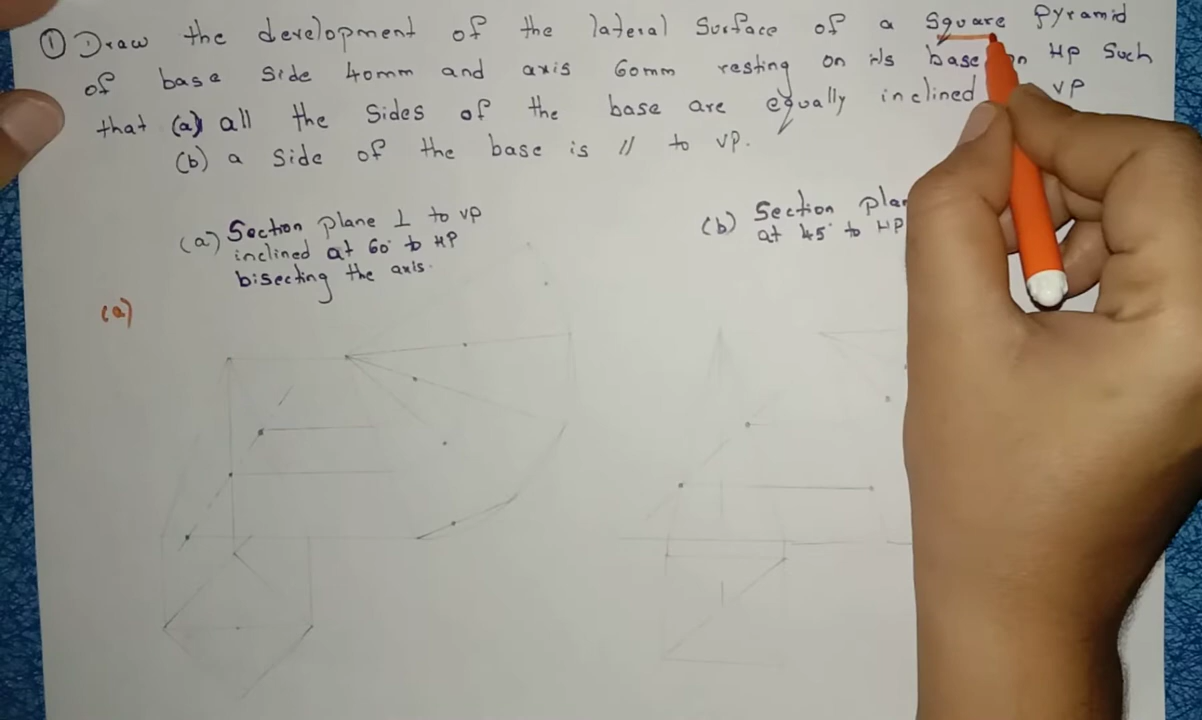 ① Draw the development of the lateral Surface of a Square Pyramid
of base side 40mm and axis 60mm resting on its base on HP Such
that (a) all the Sides of the base are equally inclined VP
(b) a side of the base is // to VP.
(a) Section plane ⊥ to VP
inclined at 60° to HP
bisecting the axis.
(b) Section
at 45° to HP
(a)